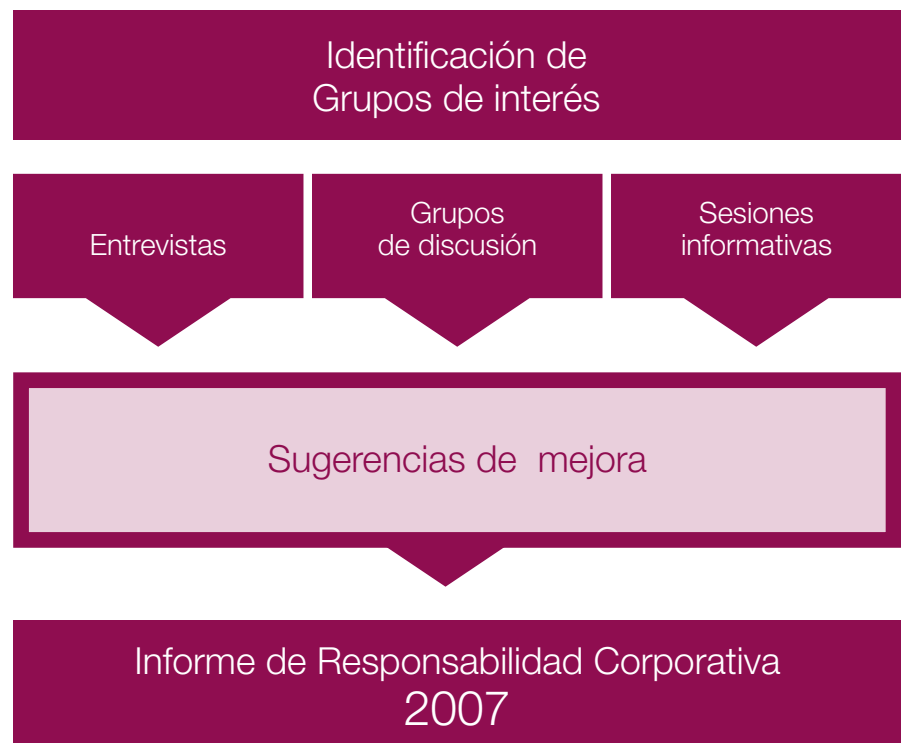 Identificación de
Grupos de interés
Entrevistas
Grupos
de discusión
Sesiones
informativas
Sugerencias de mejora
Informe de Responsabilidad Corporativa
2007